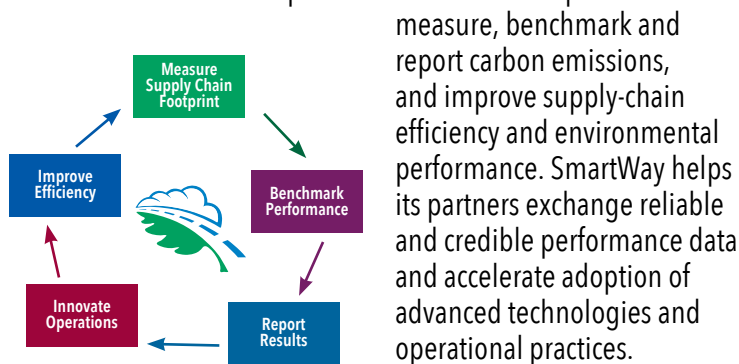 Measure
Supply Chain
Footprint
Benchmark
Performance
Report
Results
Innovate
Operations
Improve
Efficiency
measure, benchmark and
report carbon emissions,
and improve supply-chain
efficiency and environmental
performance. SmartWay helps
its partners exchange reliable
and credible performance data
and accelerate adoption of
advanced technologies and
operational practices.